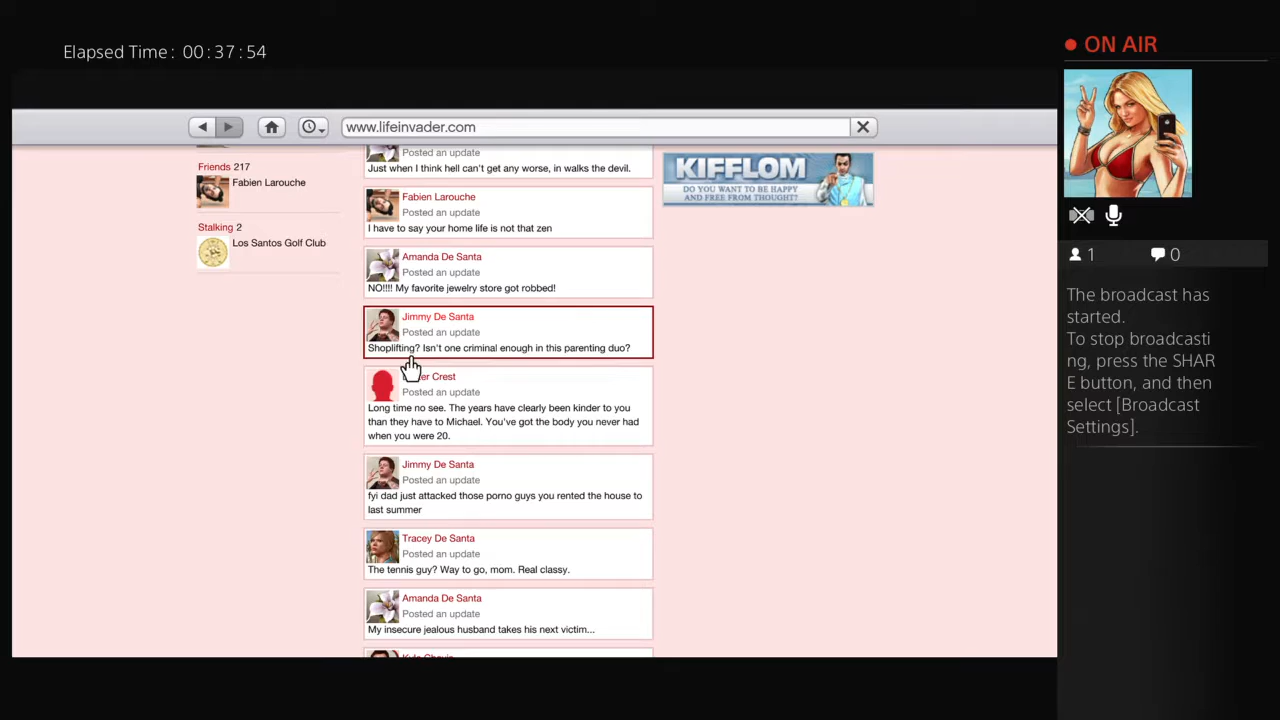 Elapsed Time: 00:37:54
ON AIR
www.lifeinvader.com
Friends 217
Fabien Larouche
Stalking 2
Los Santos Golf Club
Posted an update
Just when I think hell can't get any worse, in walks the devil.
Fabien Larouche
Posted an update
I have to say your home life is not that zen
Amanda De Santa
Posted an update
NO!!!! My favorite jewelry store got robbed!
Jimmy De Santa
Posted an update
Shoplifting? Isn't one criminal enough in this parenting duo?
er Crest
Posted an update
Long time no see. The years have clearly been kinder to you
than they have to Michael. You've got the body you never had
when you were 20.
Jimmy De Santa
Posted an update
fyi dad just attacked those porno guys you rented the house to
last summer
Tracey De Santa
Posted an update
The tennis guy? Way to go, mom. Real classy.
Amanda De Santa
Posted an update
My insecure jealous husband takes his next victim...
KIFFLOM
DO YOU WANT TO BE HAPPY
AND FREE FROM THOUGHT?
1
0
The broadcast has
started.
To stop broadcasti
ng, press the SHAR
E button, and then
select [Broadcast
Settings].